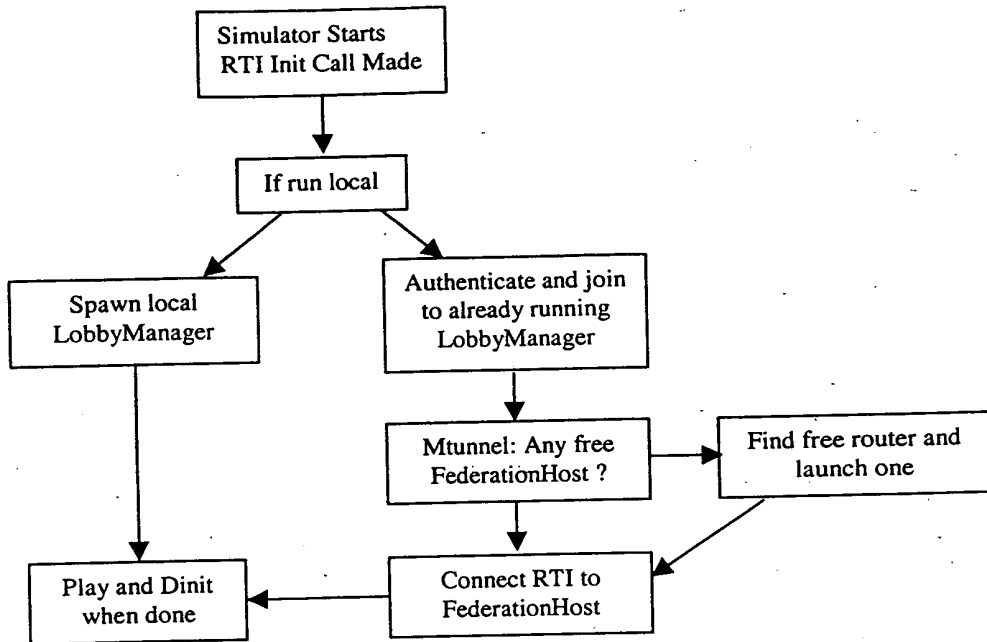 Simulator Starts
RTI Init Call Made
If run local
Spawn local
LobbyManager
Authenticate and join
to already running
LobbyManager
Mtunnel: Any free
FederationHost ?
Find free router and
launch one
Play and Dinit
when done
Connect RTI to
FederationHost